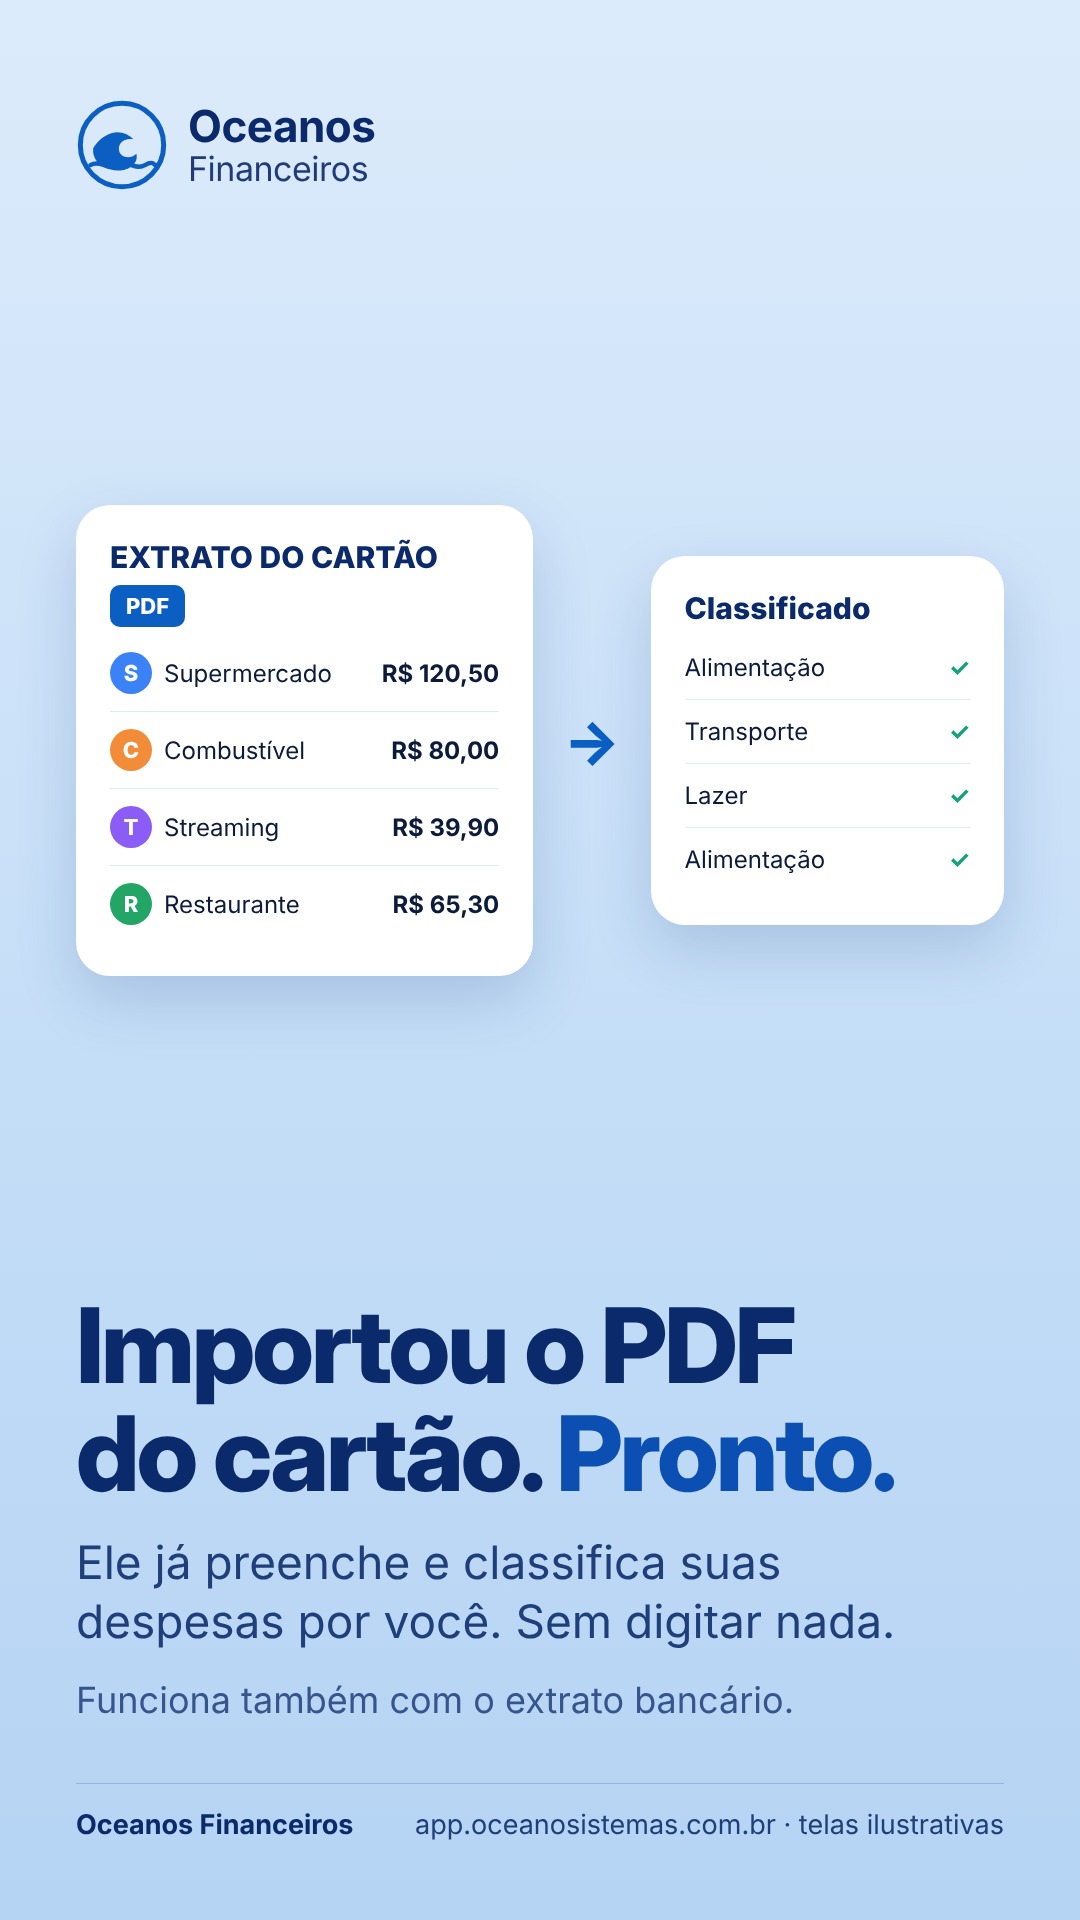 Oceanos
Financeiros
EXTRATO DO CARTÃO
PDF
S Supermercado R$ 120,50
C Combustível R$ 80,00
T Streaming R$ 39,90
R Restaurante R$ 65,30
Classificado
Alimentação ✓
Transporte ✓
Lazer ✓
Alimentação ✓
Importou o PDF
do cartão. Pronto.
Ele já preenche e classifica suas
despesas por você. Sem digitar nada.
Funciona também com o extrato bancário.
Oceanos Financeiros app.oceanosistemas.com.br · telas ilustrativas